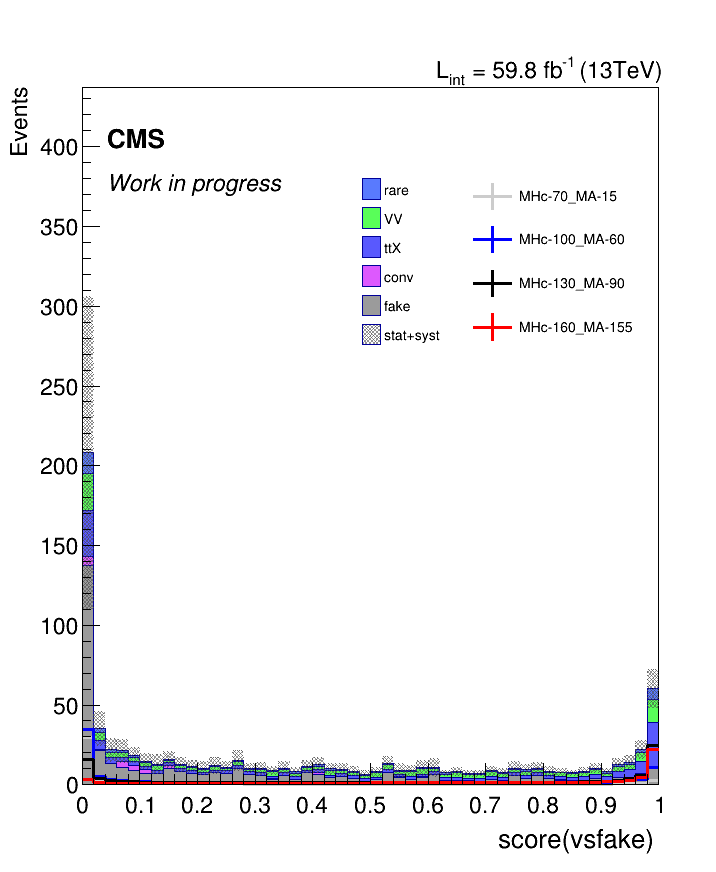 L_int = 59.8 fb^-1 (13TeV)
Events
CMS
Work in progress
rare
VV
ttX
conv
fake
stat+syst
MHc-70_MA-15
MHc-100_MA-60
MHc-130_MA-90
MHc-160_MA-155
400
350
300
250
200
150
100
50
0
0 0.1 0.2 0.3 0.4 0.5 0.6 0.7 0.8 0.9 1
score(vsfake)